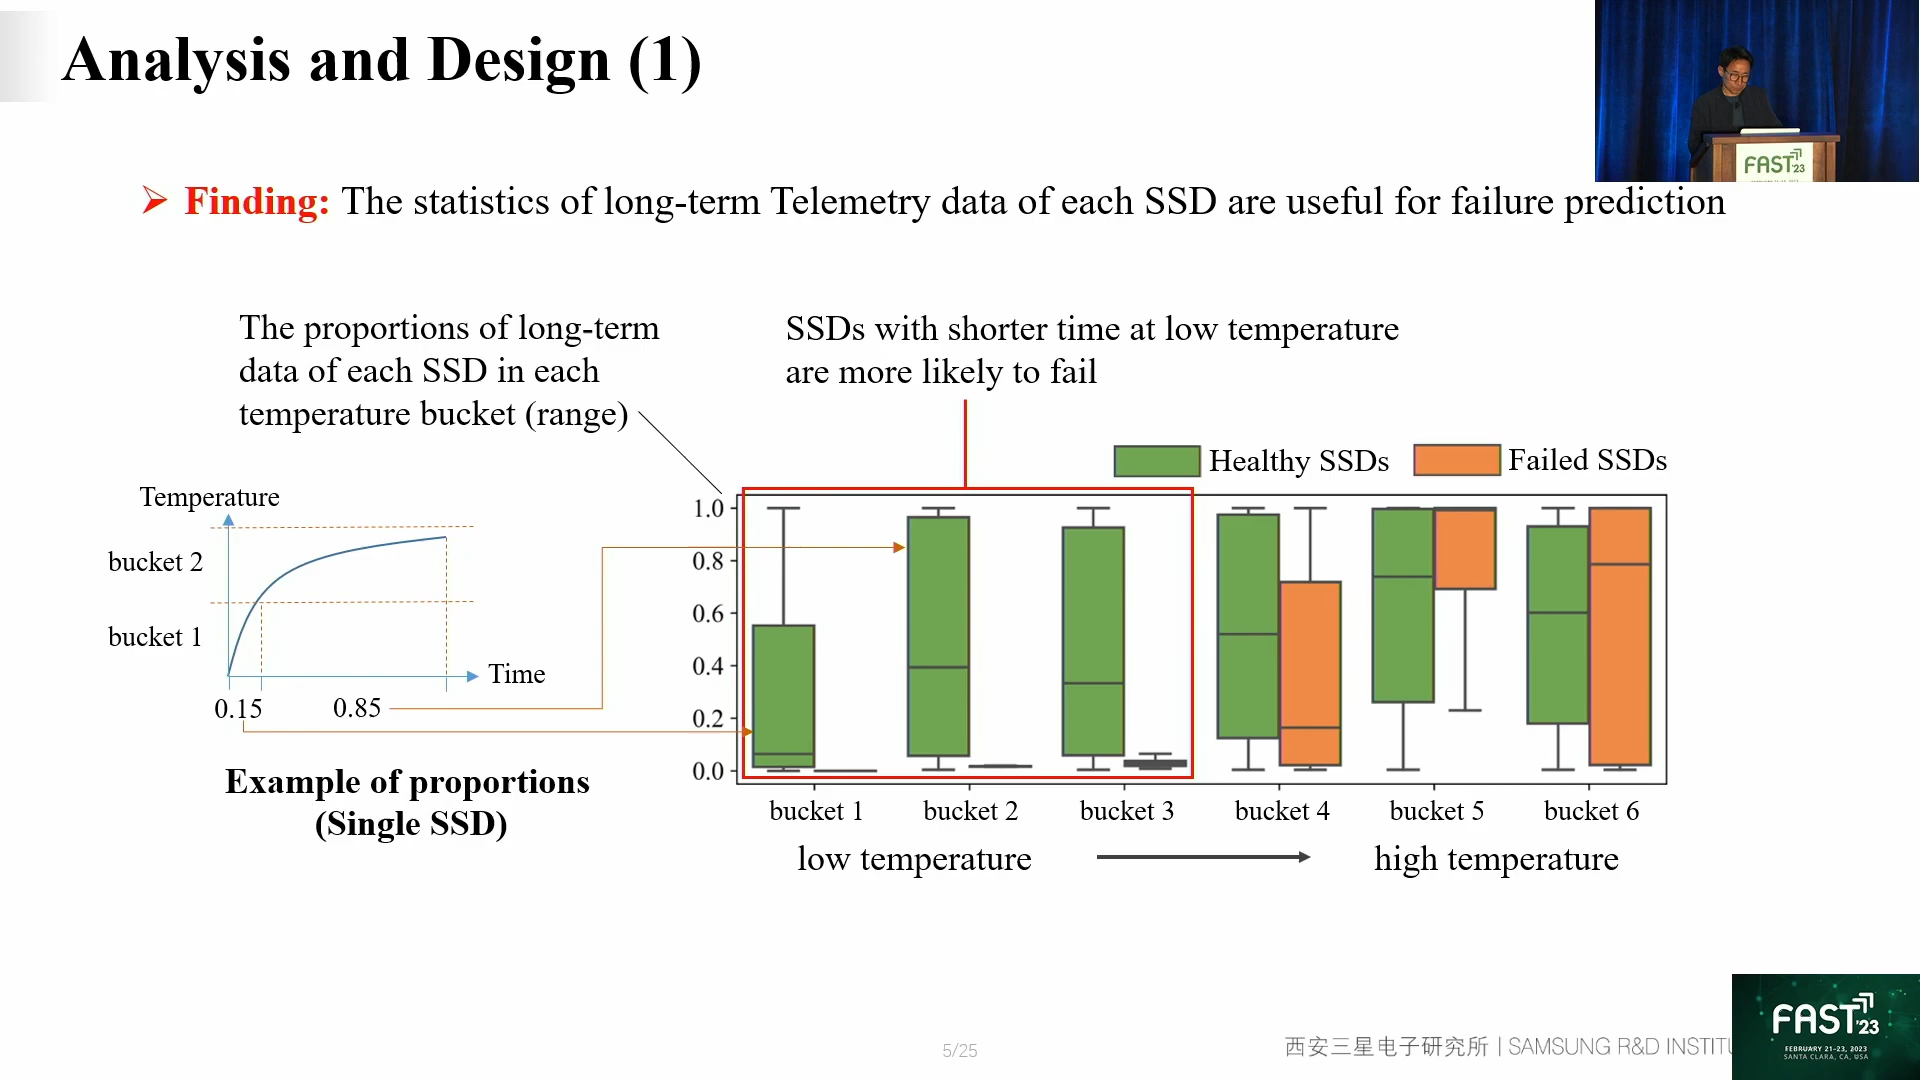 Analysis and Design (1)
FAST'23
Finding: The statistics of long-term Telemetry data of each SSD are useful for failure prediction
The proportions of long-term
data of each SSD in each
temperature bucket (range)
SSDs with shorter time at low temperature
are more likely to fail
Healthy SSDs
Failed SSDs
Temperature
bucket 2
bucket 1
Time
0.15
0.85
Example of proportions
(Single SSD)
1.0
0.8
0.6
0.4
0.2
0.0
bucket 1
bucket 2
bucket 3
bucket 4
bucket 5
bucket 6
low temperature
high temperature
5/25
西安三星电子研究所 | SAMSUNG R&D INSTITU
FAST'23
FEBRUARY 21-23, 2023
SANTA CLARA, CA, USA